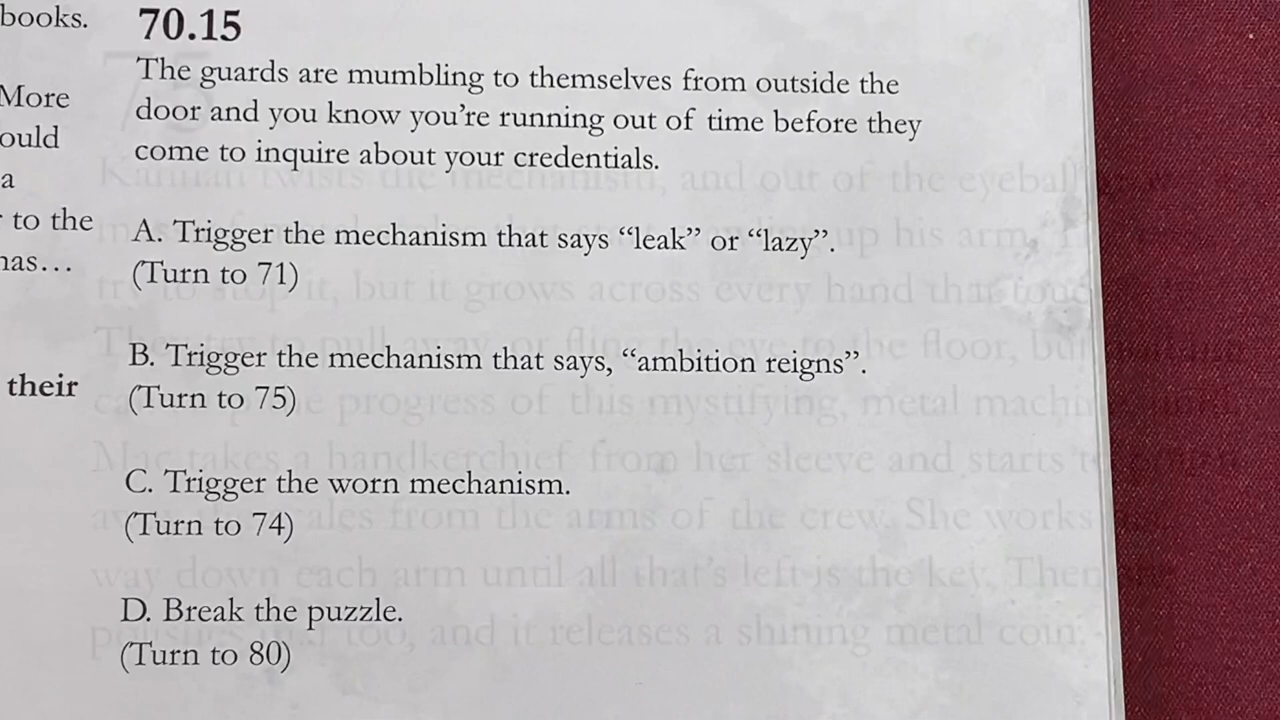 books.
More
ould
a
to the
nas...
their
70.15
The guards are mumbling to themselves from outside the
door and you know you're running out of time before they
come to inquire about your credentials.
A. Trigger the mechanism that says “leak” or “lazy”.
(Turn to 71)
B. Trigger the mechanism that says, “ambition reigns”.
(Turn to 75)
C. Trigger the worn mechanism.
(Turn to 74)
D. Break the puzzle.
(Turn to 80)